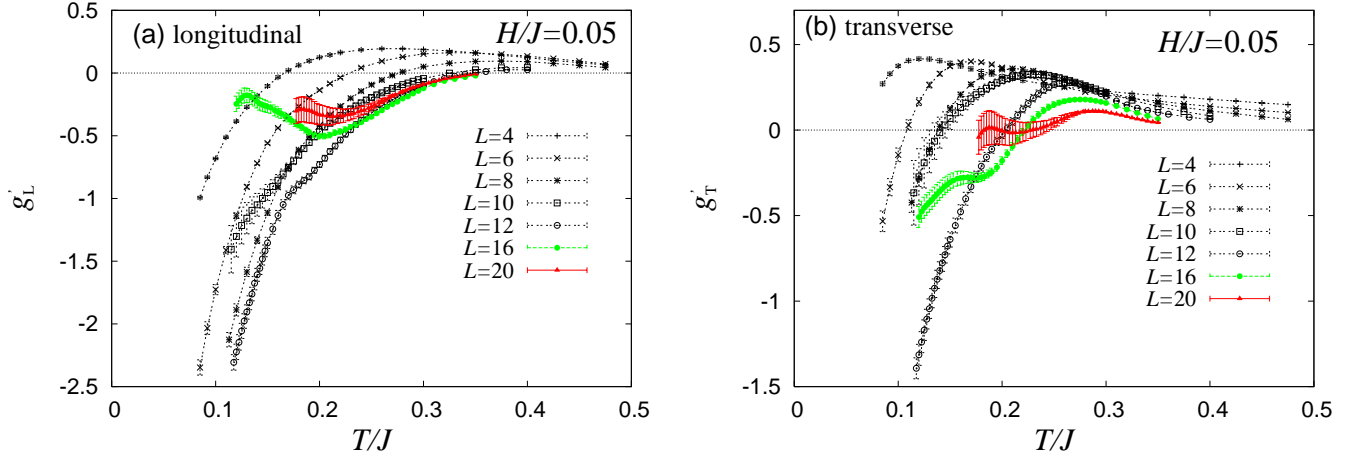 (a) longitudinal
H/J=0.05
g'L
0.5
0
-0.5
-1
-1.5
-2
-2.5
L=4
L=6
L=8
L=10
L=12
L=16
L=20
0
0.1
0.2
0.3
0.4
0.5
T/J
(b) transverse
H/J=0.05
g'T
0.5
0
-0.5
-1
-1.5
L=4
L=6
L=8
L=10
L=12
L=16
L=20
0
0.1
0.2
0.3
0.4
0.5
T/J